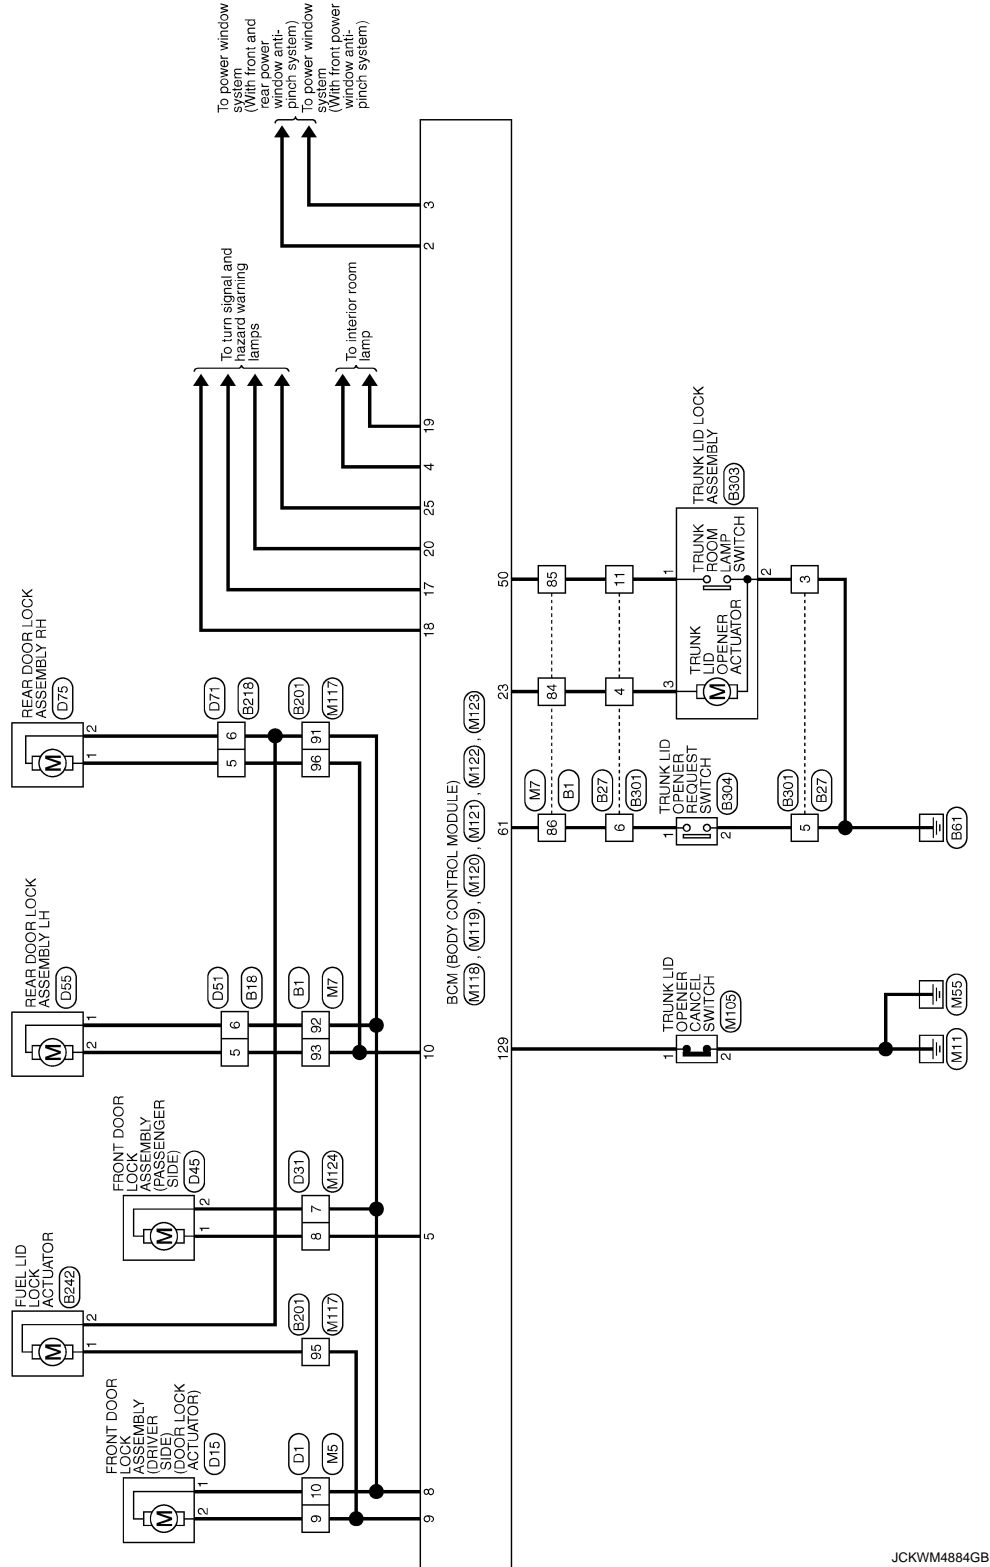 To power window
system
(With front and
rear power
window anti-
pinch system)
To power window
system
(With front power
window anti-
pinch system)
3
2
To turn signal and
hazard warning
lamps
To interior room
lamp
19
4
25
20
17
18
REAR DOOR LOCK
ASSEMBLY RH
D75
M
2
1
D71
B218
6
5
B201
M117
91
96
REAR DOOR LOCK
ASSEMBLY LH
D55
M
1
2
D51
B18
6
5
B1
M7
92
93
10
FRONT DOOR
LOCK
ASSEMBLY
(PASSENGER
SIDE)
D45
M
2
1
D31
M124
7
8
5
FUEL LID
LOCK
ACTUATOR
B242
M
2
1
B201
M117
95
FRONT DOOR
LOCK
ASSEMBLY
(DRIVER
SIDE)
(DOOR LOCK
ACTUATOR)
D15
M
1
2
D1
M5
10
9
8
9
BCM (BODY CONTROL MODULE)
M118 , M119 , M120 , M121 , M122 , M123
50
23
61
129
85
84
86
M7
B1
11
4
6
B27
B301
TRUNK LID LOCK
ASSEMBLY
B303
1
TRUNK
ROOM
LAMP
SWITCH
2
3
TRUNK
LID
OPENER
ACTUATOR
M
TRUNK LID
OPENER
REQUEST
SWITCH
B304
1
2
3
5
B301
B27
B61
TRUNK LID
OPENER
CANCEL
SWITCH
M105
1
2
M55
M11
JCKWM4884GB